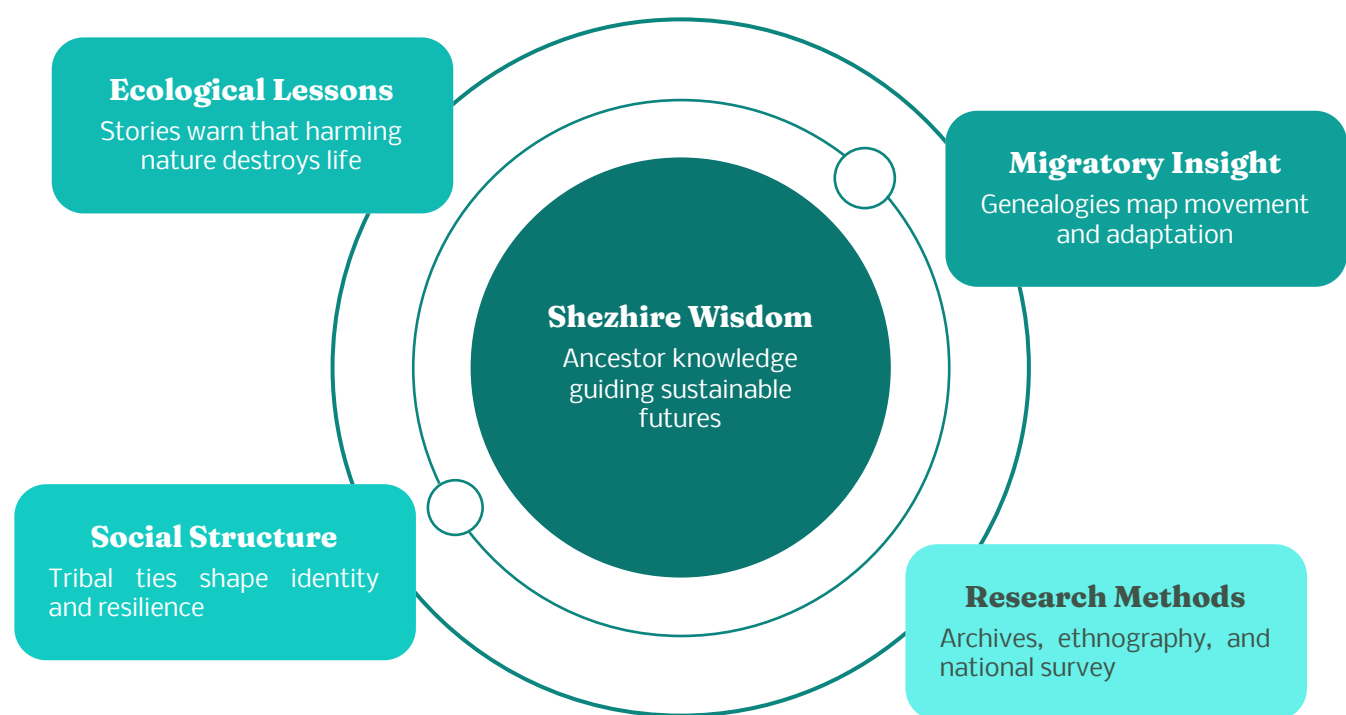 Ecological Lessons
Stories warn that harming
nature destroys life
Migratory Insight
Genealogies map movement
and adaptation
Shezhire Wisdom
Ancestor knowledge
guiding sustainable
futures
Social Structure
Tribal ties shape identity
and resilience
Research Methods
Archives, ethnography, and
national survey